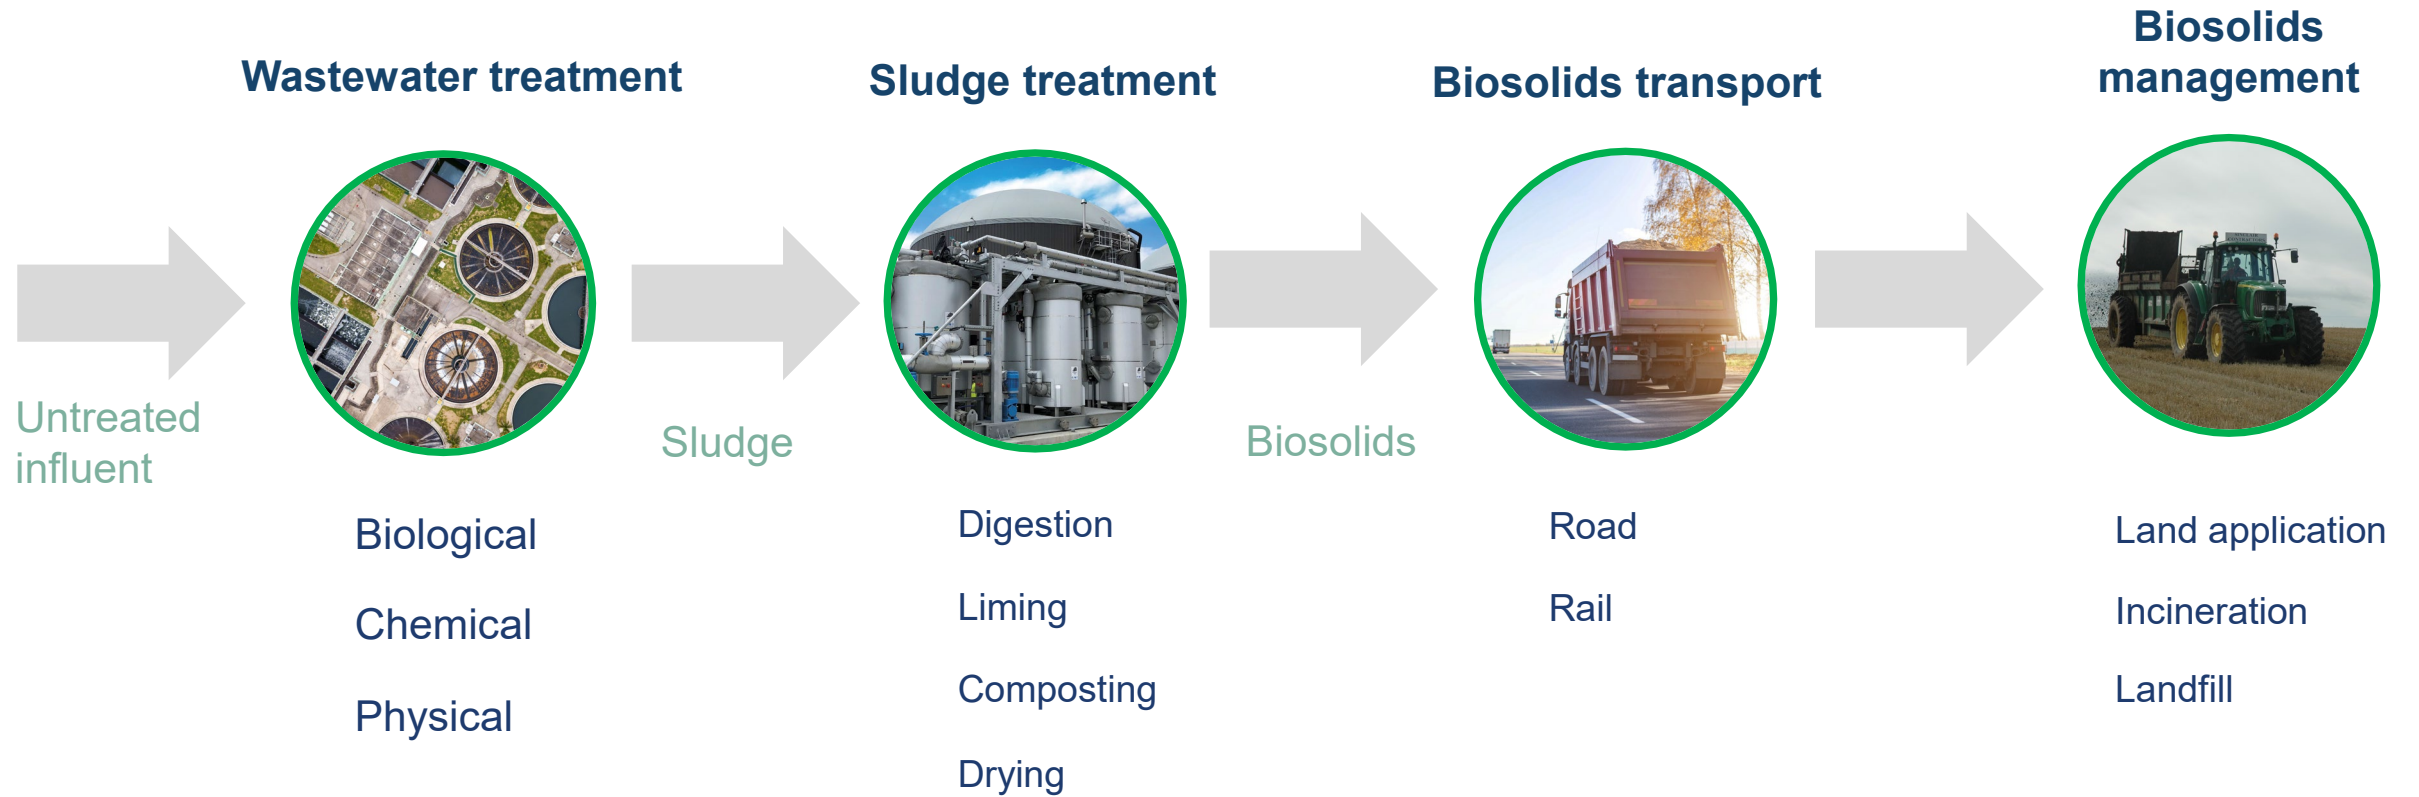 Wastewater treatment
Sludge treatment
Biosolids transport
Biosolids
management
Untreated
influent
Sludge
Biosolids
Biological
Chemical
Physical
Digestion
Liming
Composting
Drying
Road
Rail
Land application
Incineration
Landfill